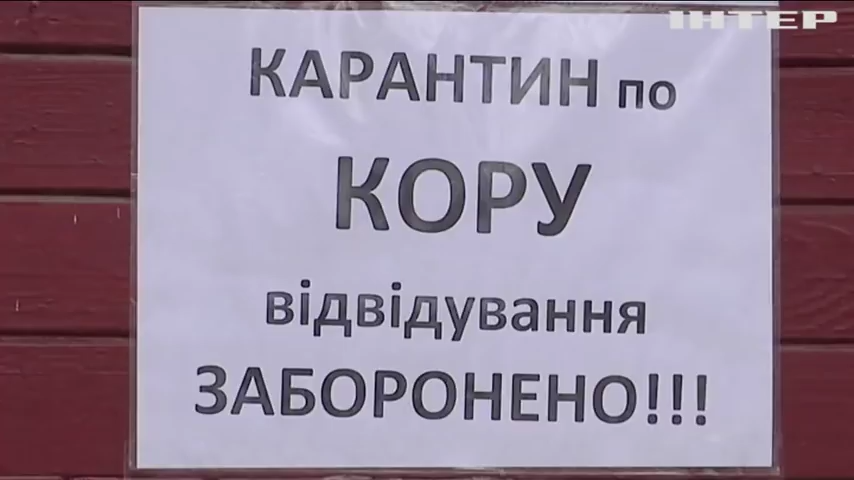 ІНТЕР
КАРАНТИН по
КОРУ
відвідування
ЗАБОРОНЕНО!!!